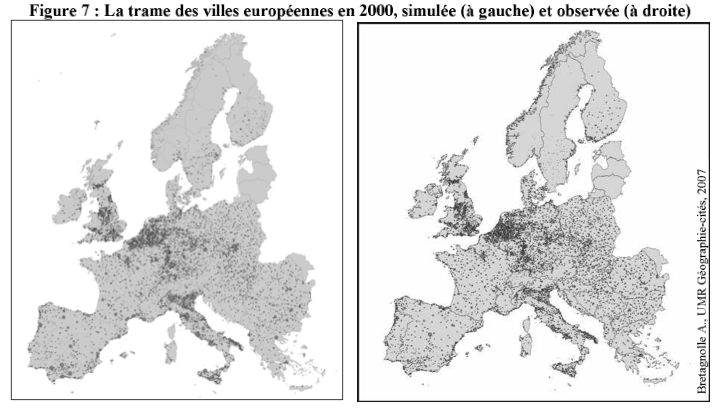 Figure 7 : La trame des villes européennes en 2000, simulée (à gauche) et observée (à droite)
Bretagnolle A., UMR Géographie-cités, 2007